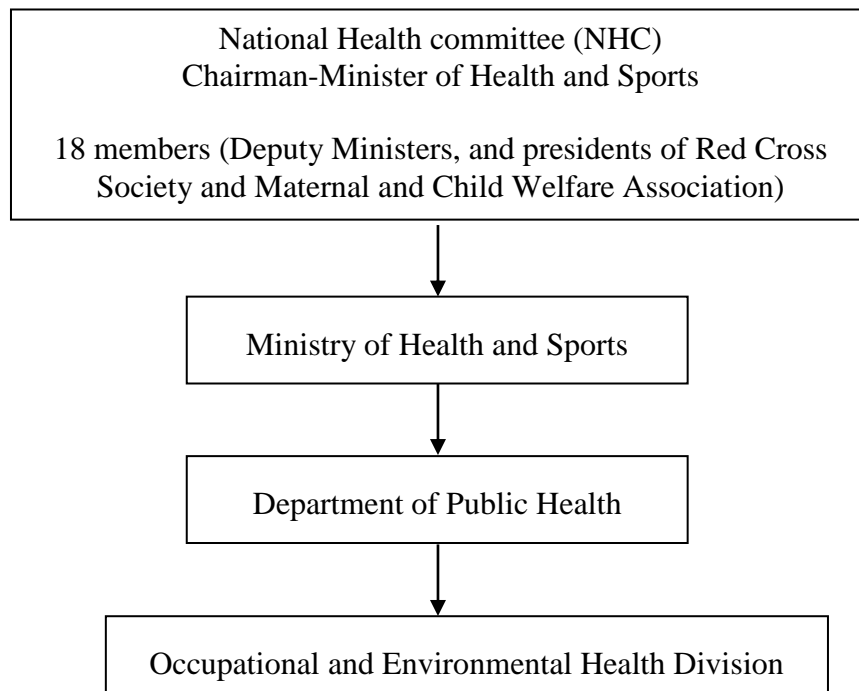 National Health committee (NHC)
Chairman-Minister of Health and Sports
18 members (Deputy Ministers, and presidents of Red Cross
Society and Maternal and Child Welfare Association)
Ministry of Health and Sports
Department of Public Health
Occupational and Environmental Health Division